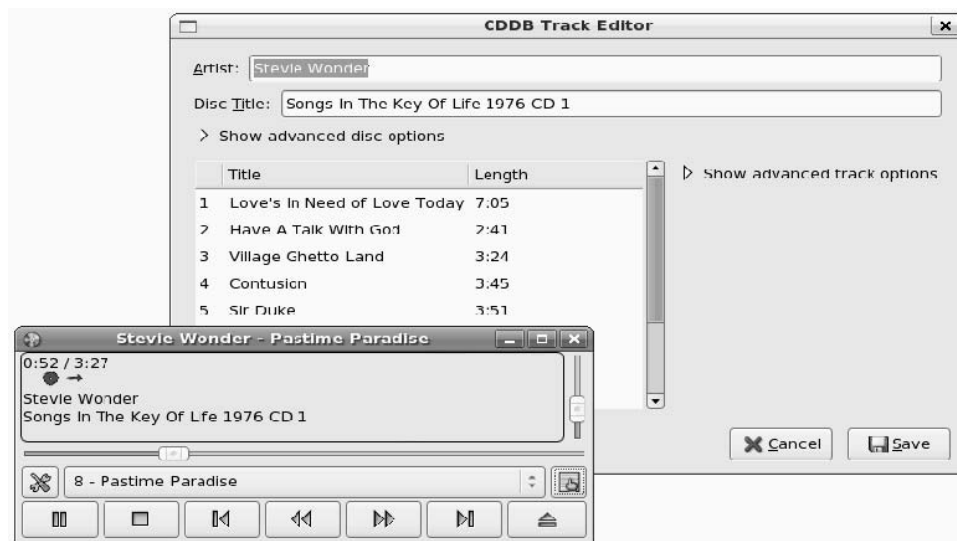 CDDB Track Editor
Artist: Stevie Wonder
Disc Title: Songs In The Key Of Life 1976 CD 1
Show advanced disc options
Title Length
1 Love's In Need of Love Today 7:05
2 Have A Talk With God 2:41
3 Village Ghetto Land 3:24
4 Contusion 3:45
5 Sir Duke 3:51
Show advanced track options
Cancel Save
Stevie Wonder - Pastime Paradise
0:52 / 3:27
Stevie Wonder
Songs In The Key Of Life 1976 CD 1
8 - Pastime Paradise